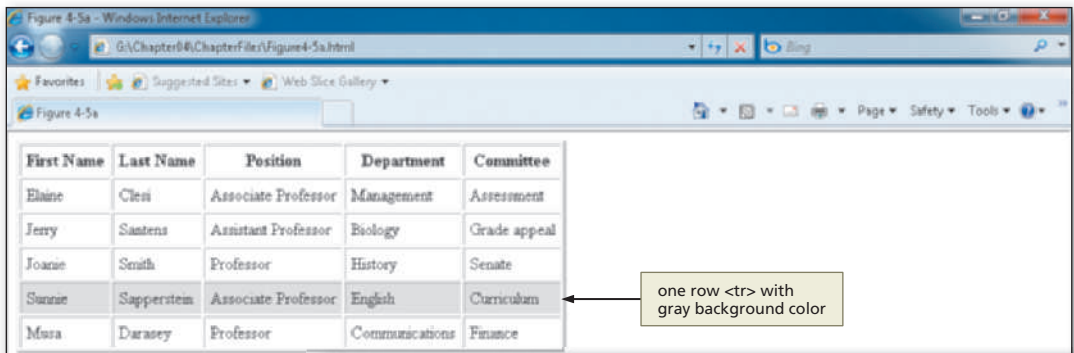 Figure 4-5a - Windows Internet Explorer
G:\Chapter04\ChapterFiles\Figure4-5a.html
Bing
Favorites Suggested Sites Web Slice Gallery
Figure 4-5a
Page Safety Tools
First Name Last Name Position Department Committee
Elaine Clesi Associate Professor Management Assessment
Jerry Santens Assistant Professor Biology Grade appeal
Joanie Smith Professor History Senate
Sunnie Sapperstein Associate Professor English Curriculum
Musa Darasey Professor Communications Finance
one row <tr> with
gray background color